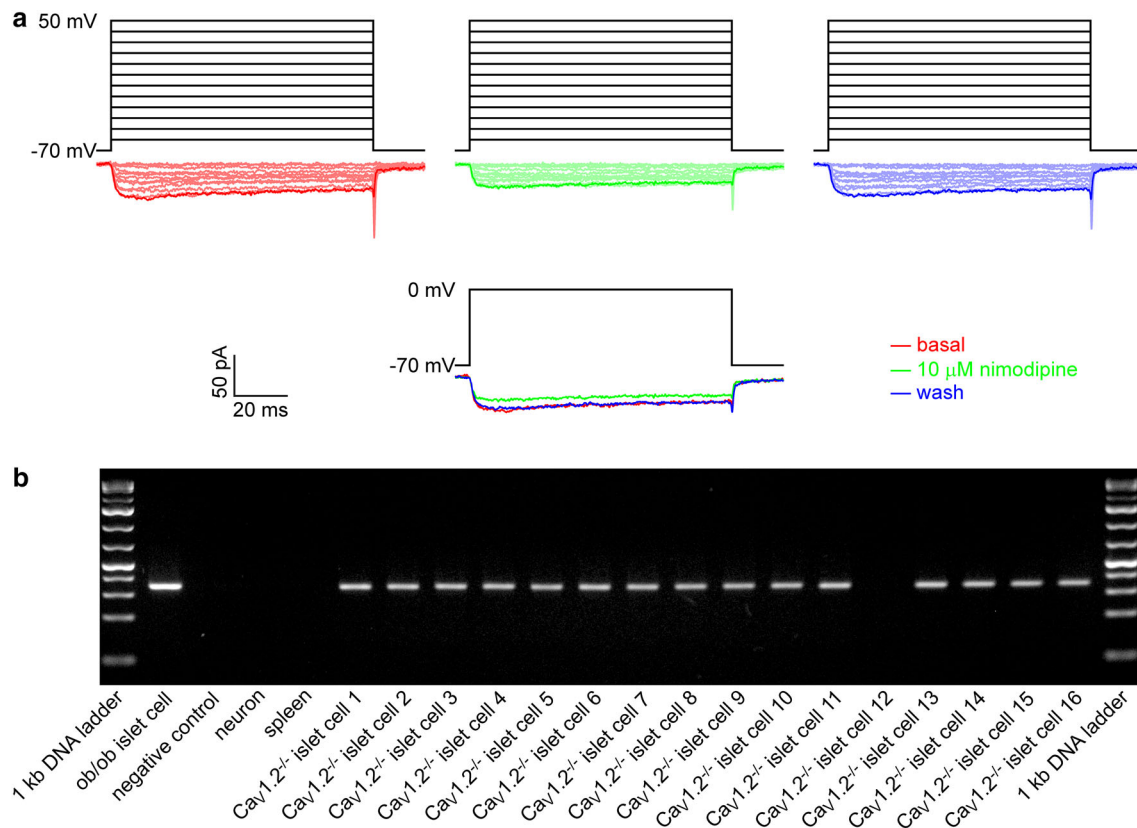 a
50 mV
-70 mV
-70 mV
-70 mV
0 mV
-70 mV
50 pA
20 ms
basal
10 µM nimodipine
wash
b
1 kb DNA ladder
ob/ob islet cell
negative control
neuron
spleen
CaV1.2-/- islet cell 1
CaV1.2-/- islet cell 2
CaV1.2-/- islet cell 3
CaV1.2-/- islet cell 4
CaV1.2-/- islet cell 5
CaV1.2-/- islet cell 6
CaV1.2-/- islet cell 7
CaV1.2-/- islet cell 8
CaV1.2-/- islet cell 9
CaV1.2-/- islet cell 10
CaV1.2-/- islet cell 11
CaV1.2-/- islet cell 12
CaV1.2-/- islet cell 13
CaV1.2-/- islet cell 14
CaV1.2-/- islet cell 15
CaV1.2-/- islet cell 16
1 kb DNA ladder